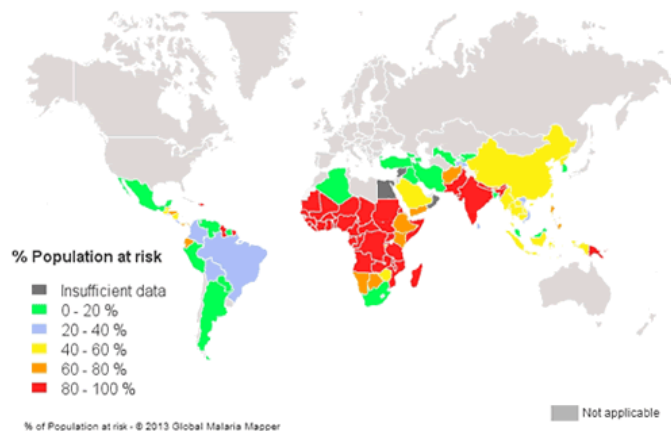 % Population at risk
Insufficient data
0 - 20 %
20 - 40 %
40 - 60 %
60 - 80 %
80 - 100 %
% of Population at risk - © 2013 Global Malaria Mapper
Not applicable